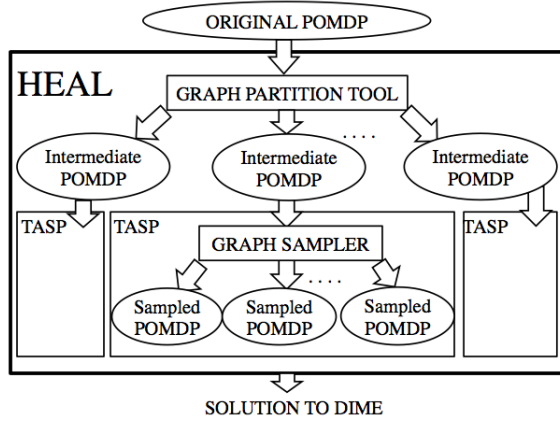 ORIGINAL POMDP
HEAL
GRAPH PARTITION TOOL
. . . .
Intermediate
POMDP
Intermediate
POMDP
Intermediate
POMDP
TASP
TASP
TASP
GRAPH SAMPLER
. . . .
Sampled
POMDP
Sampled
POMDP
Sampled
POMDP
SOLUTION TO DIME